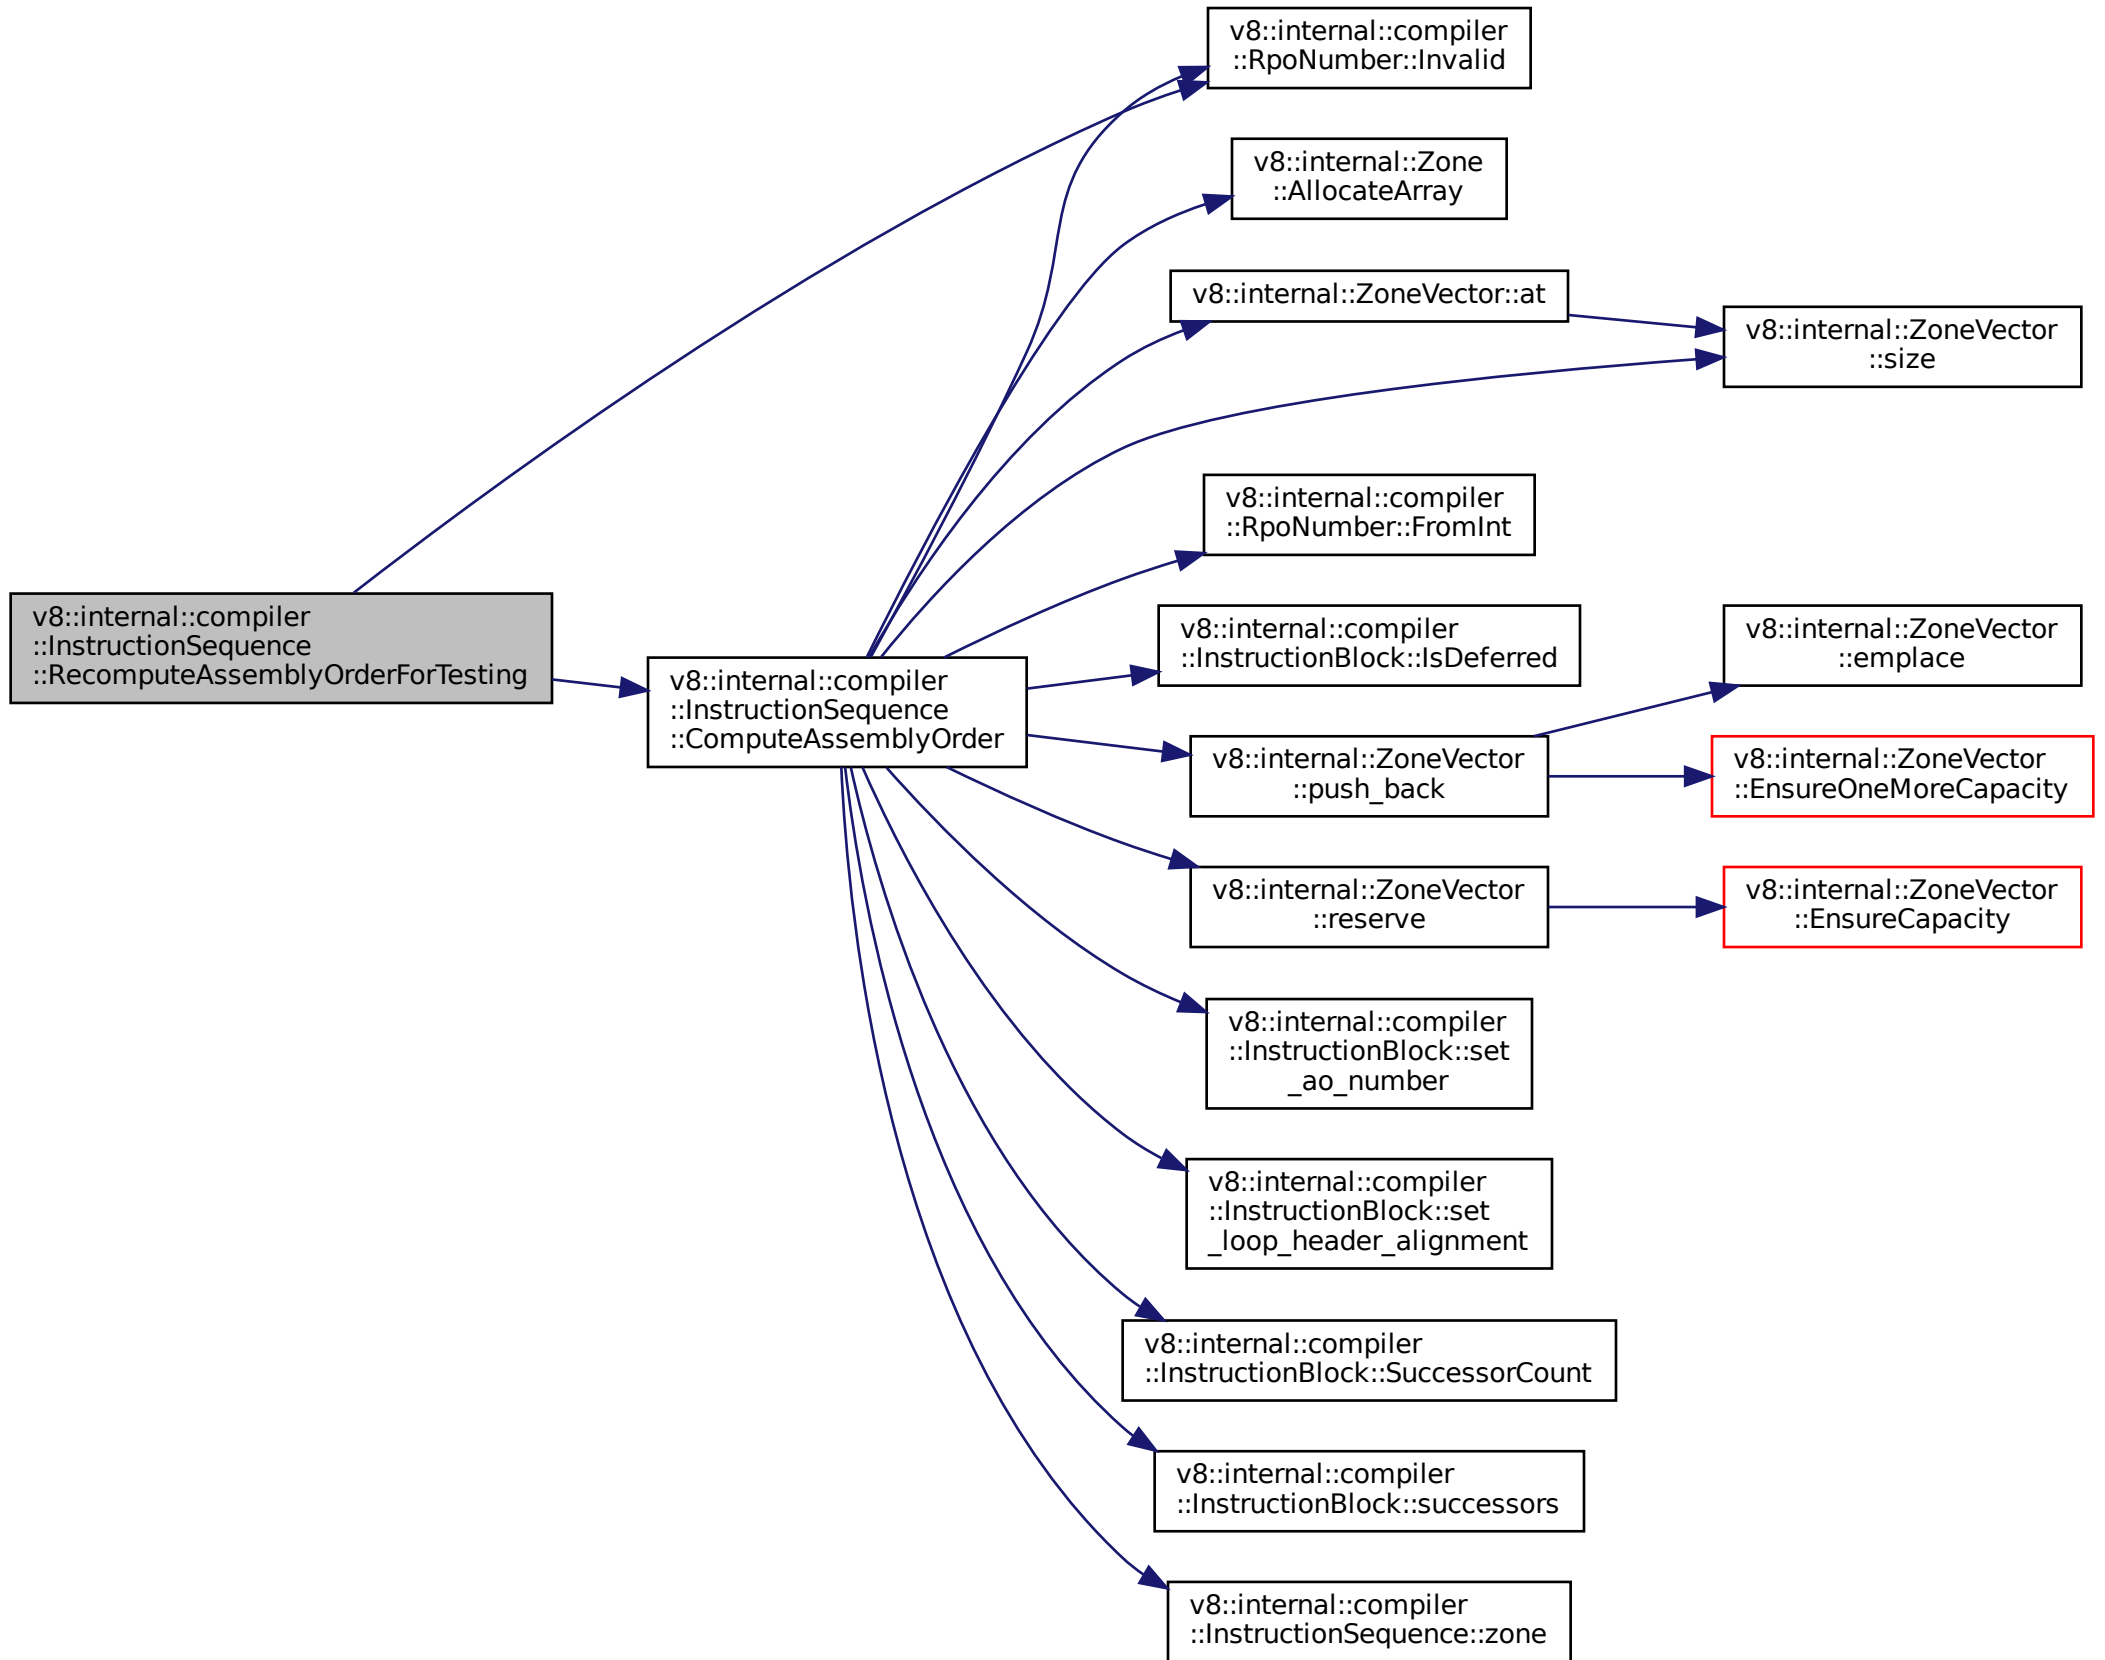 v8::internal::compiler
::RpoNumber::Invalid
v8::internal::Zone
::AllocateArray
v8::internal::ZoneVector::at
v8::internal::ZoneVector
::size
v8::internal::compiler
::RpoNumber::FromInt
v8::internal::compiler
::InstructionSequence
::RecomputeAssemblyOrderForTesting
v8::internal::compiler
::InstructionSequence
::ComputeAssemblyOrder
v8::internal::compiler
::InstructionBlock::IsDeferred
v8::internal::ZoneVector
::emplace
v8::internal::ZoneVector
::push_back
v8::internal::ZoneVector
::EnsureOneMoreCapacity
v8::internal::ZoneVector
::reserve
v8::internal::ZoneVector
::EnsureCapacity
v8::internal::compiler
::InstructionBlock::set
_ao_number
v8::internal::compiler
::InstructionBlock::set
_loop_header_alignment
v8::internal::compiler
::InstructionBlock::SuccessorCount
v8::internal::compiler
::InstructionBlock::successors
v8::internal::compiler
::InstructionSequence::zone